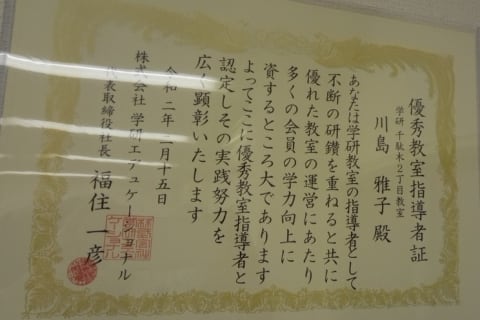 優秀教室指導者証
学研 千駄木2丁目教室
川島 雅子 殿
あなたは学研教室の指導者として
不断の研鑽を重ねると共に
優れた教室の運営にあたり
多くの会員の学力向上に
資するところ大であります
よってここに優秀教室指導者と
認定しその実践努力を
広く顕彰いたします
令和二年二月十五日
株式会社 学研エデュケーショナル
代表取締役社長 福住 一彦